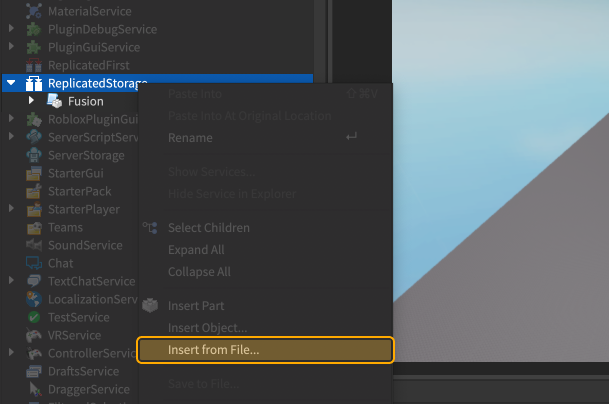 MaterialService
PluginDebugService
PluginGuiService
ReplicatedFirst
ReplicatedStorage
Fusion
RobloxPluginGui
ServerScriptServ
ServerStorage
StarterGui
StarterPack
StarterPlayer
Teams
SoundService
Chat
TextChatService
LocalizationServ
TestService
VRService
ControllerService
DraftsService
DraggerService
Paste Into ⇧⌘V
Paste Into At Original Location
Rename ↵
Show Services...
Hide Service in Explorer
Select Children
Expand All
Collapse All
Insert Part
Insert Object...
Insert from File...
Save to File...